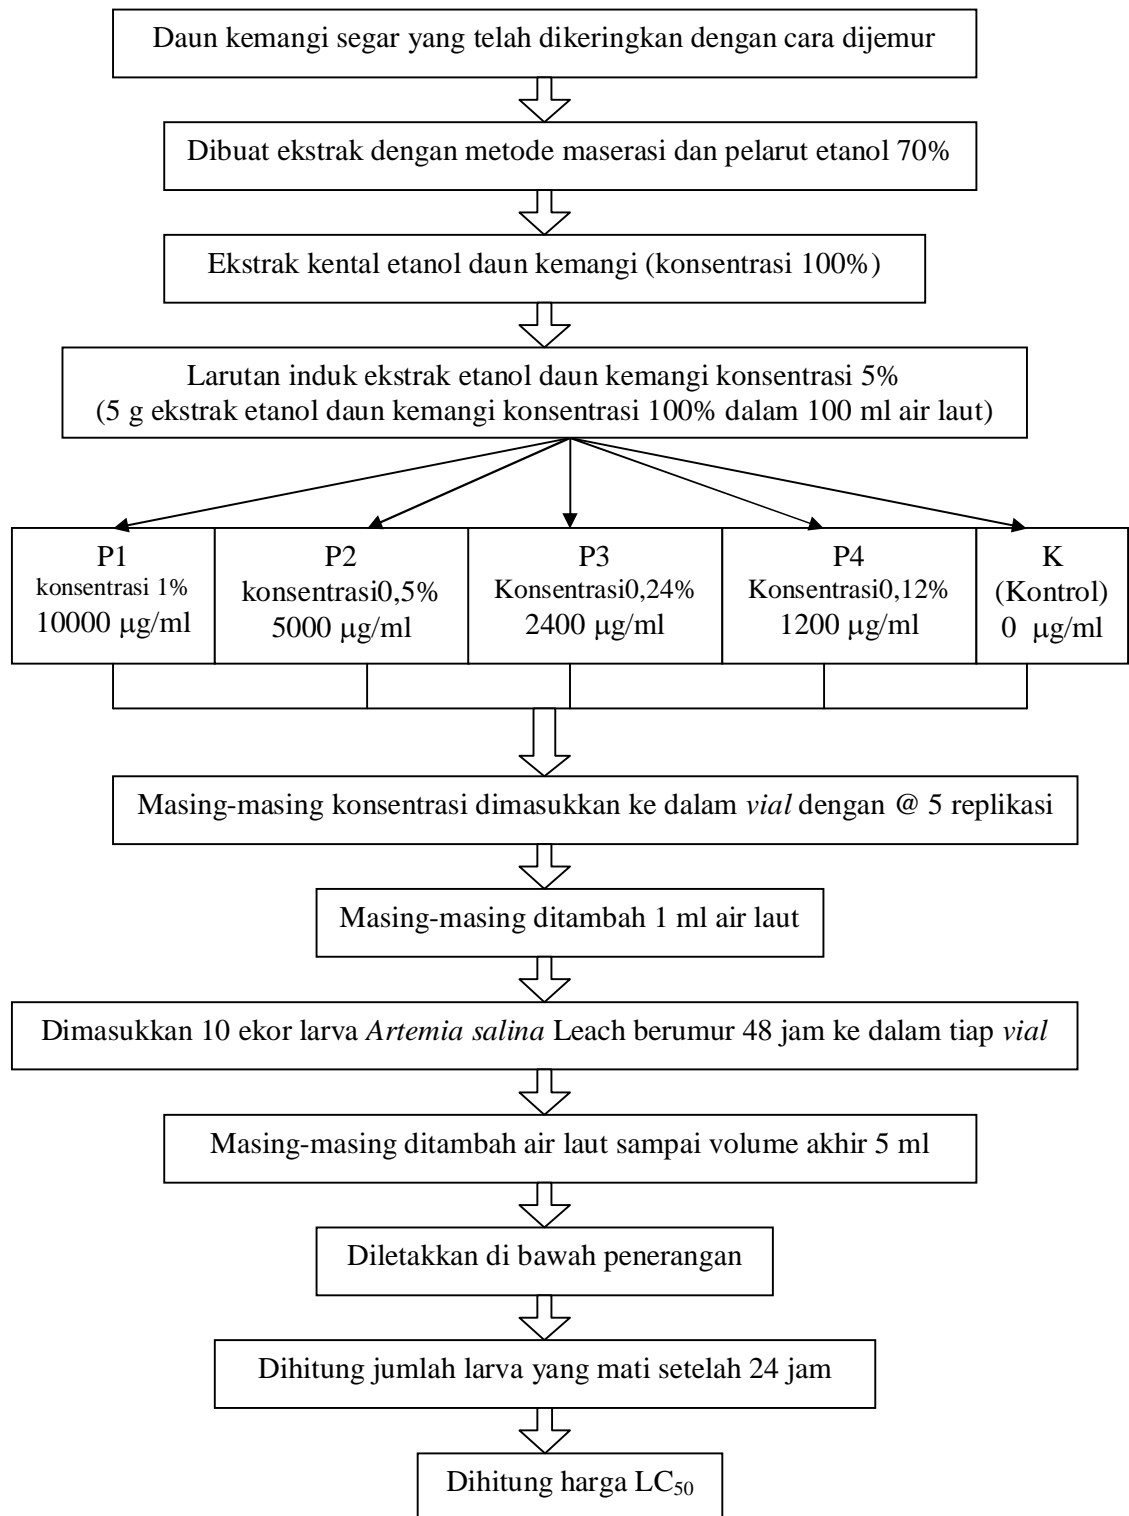 Daun kemangi segar yang telah dikeringkan dengan cara dijemur
Dibuat ekstrak dengan metode maserasi dan pelarut etanol 70%
Ekstrak kental etanol daun kemangi (konsentrasi 100%)
Larutan induk ekstrak etanol daun kemangi konsentrasi 5%
(5 g ekstrak etanol daun kemangi konsentrasi 100% dalam 100 ml air laut)
P1
konsentrasi 1%
10000 μg/ml
P2
konsentrasi0,5%
5000 μg/ml
P3
Konsentrasi0,24%
2400 μg/ml
P4
Konsentrasi0,12%
1200 μg/ml
K
(Kontrol)
0 μg/ml
Masing-masing konsentrasi dimasukkan ke dalam vial dengan @ 5 replikasi
Masing-masing ditambah 1 ml air laut
Dimasukkan 10 ekor larva Artemia salina Leach berumur 48 jam ke dalam tiap vial
Masing-masing ditambah air laut sampai volume akhir 5 ml
Diletakkan di bawah penerangan
Dihitung jumlah larva yang mati setelah 24 jam
Dihitung harga LC₅₀